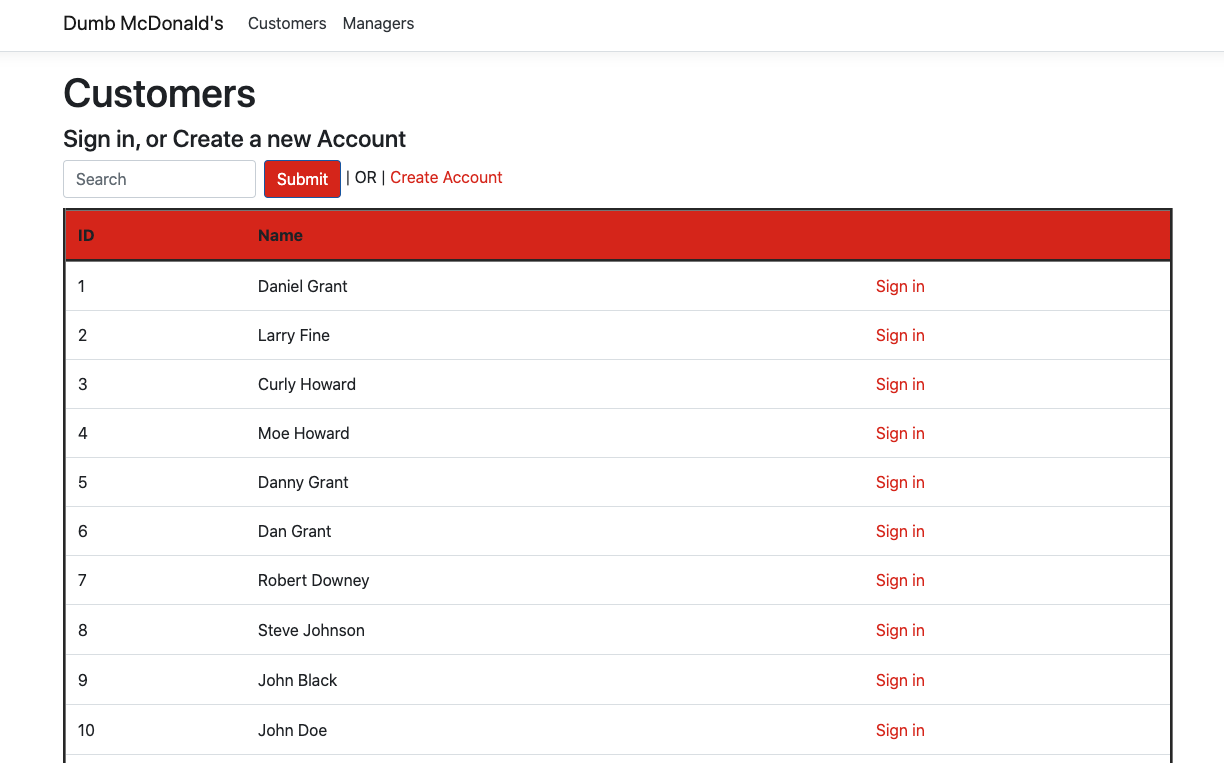 Dumb McDonald's Customers Managers
Customers
Sign in, or Create a new Account
Search Submit | OR | Create Account
ID Name
1 Daniel Grant Sign in
2 Larry Fine Sign in
3 Curly Howard Sign in
4 Moe Howard Sign in
5 Danny Grant Sign in
6 Dan Grant Sign in
7 Robert Downey Sign in
8 Steve Johnson Sign in
9 John Black Sign in
10 John Doe Sign in